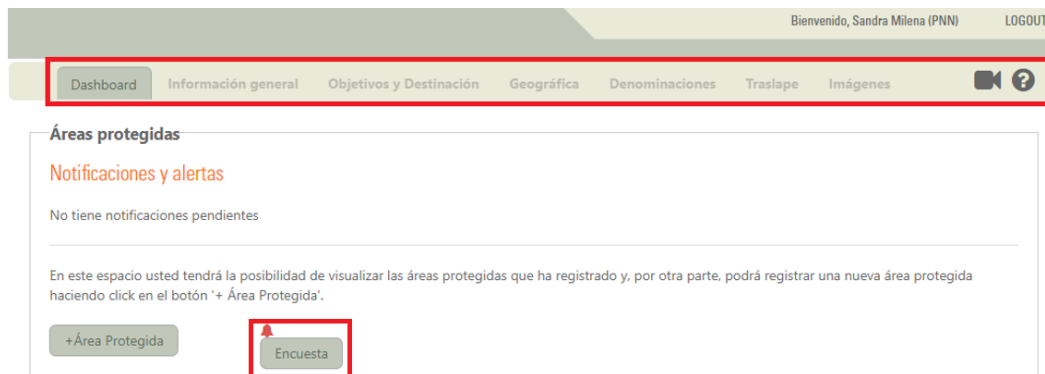 Bienvenido, Sandra Milena (PNN) LOGOUT
Dashboard Información general Objetivos y Destinación Geográfica Denominaciones Traslape Imágenes
Áreas protegidas
Notificaciones y alertas
No tiene notificaciones pendientes
En este espacio usted tendrá la posibilidad de visualizar las áreas protegidas que ha registrado y, por otra parte, podrá registrar una nueva área protegida
haciendo click en el botón '+ Área Protegida'.
+Área Protegida Encuesta